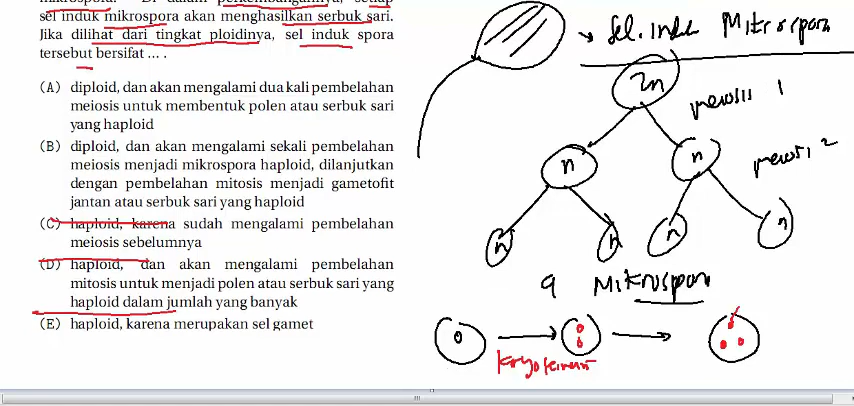 mikrospora. Di dalam perkembangannya, setiap
sel induk mikrospora akan menghasilkan serbuk sari.
Jika dilihat dari tingkat ploidinya, sel induk spora
tersebut bersifat ... .
(A) diploid, dan akan mengalami dua kali pembelahan
meiosis untuk membentuk polen atau serbuk sari
yang haploid
(B) diploid, dan akan mengalami sekali pembelahan
meiosis menjadi mikrospora haploid, dilanjutkan
dengan pembelahan mitosis menjadi gametofit
jantan atau serbuk sari yang haploid
(C) haploid, karena sudah mengalami pembelahan
meiosis sebelumnya
(D) haploid, dan akan mengalami pembelahan
mitosis untuk menjadi polen atau serbuk sari yang
haploid dalam jumlah yang banyak
(E) haploid, karena merupakan sel gamet
Sel induk Mikrospora
2n
meiosis 1
n n
meiosis 2
n n n n
Mikrospora